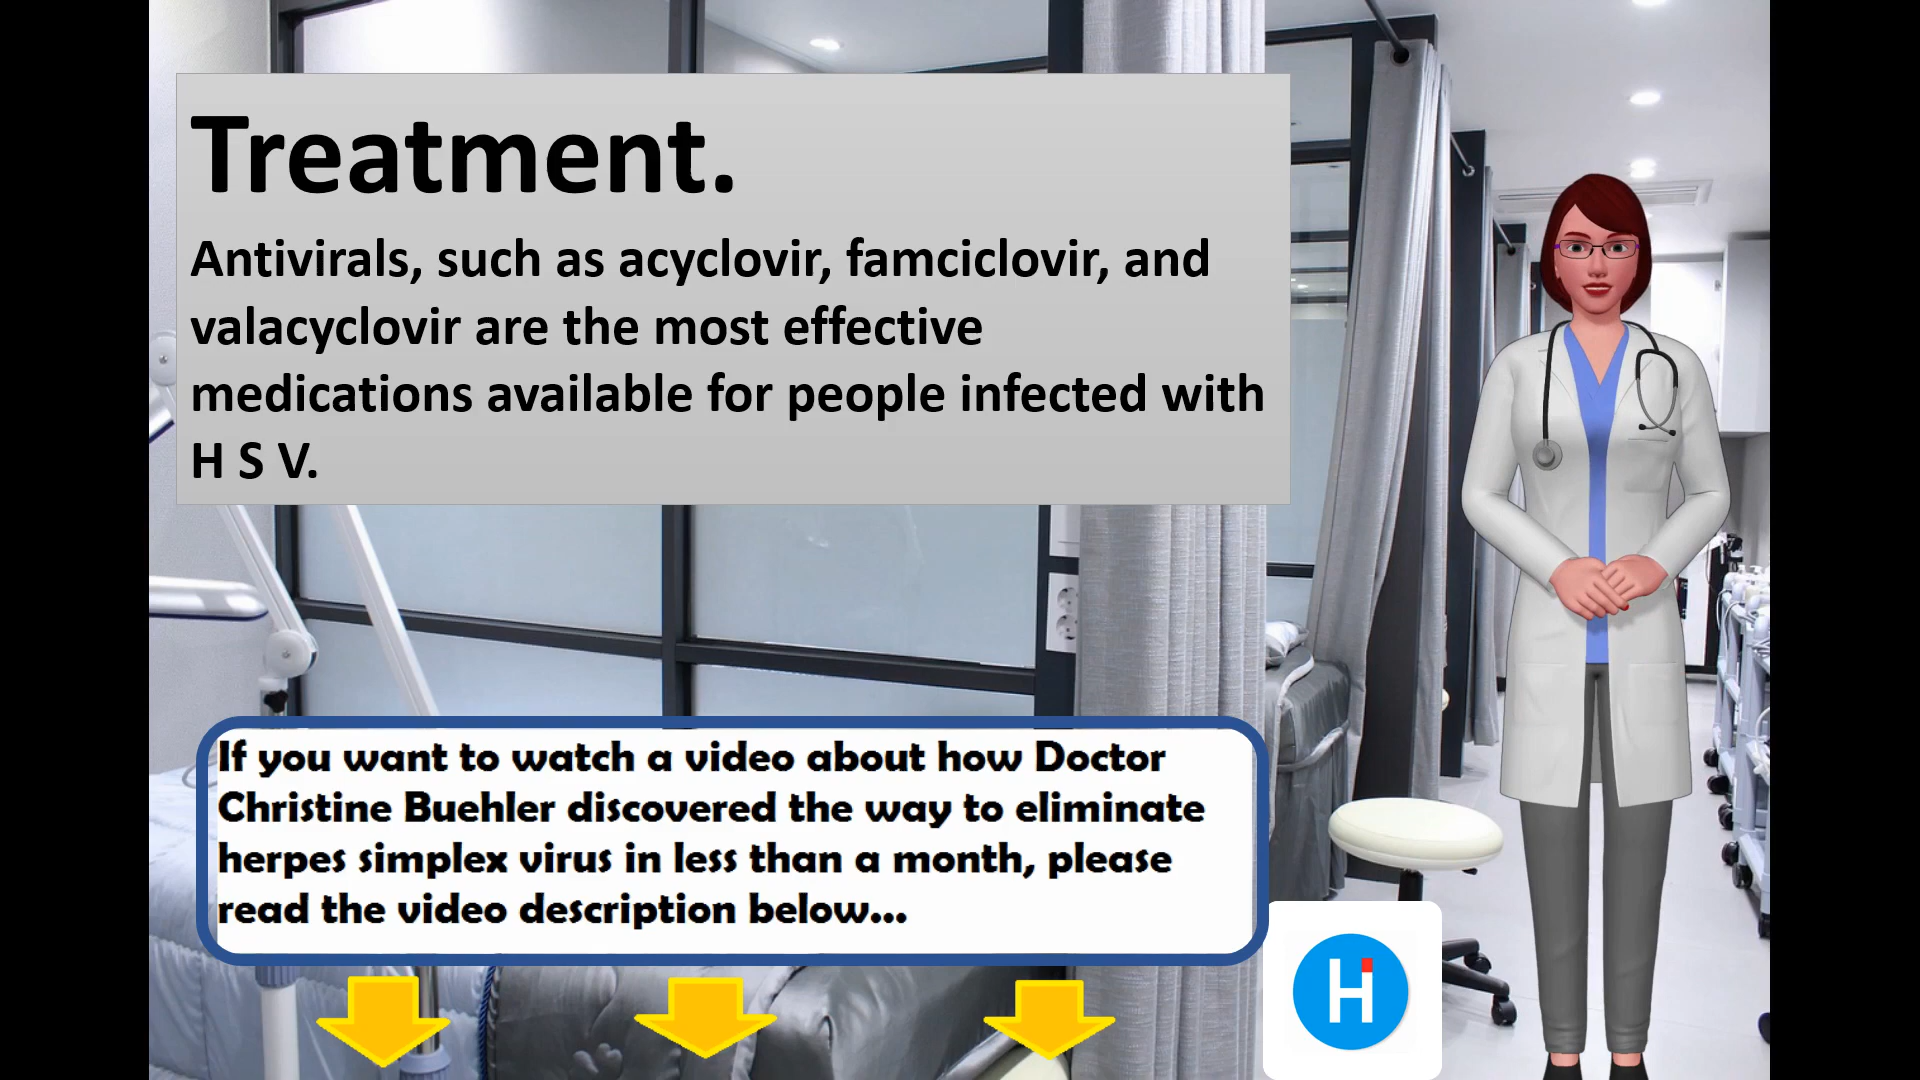 Treatment.
Antivirals, such as acyclovir, famciclovir, and
valacyclovir are the most effective
medications available for people infected with
H S V.
If you want to watch a video about how Doctor
Christine Buehler discovered the way to eliminate
herpes simplex virus in less than a month, please
read the video description below...
H